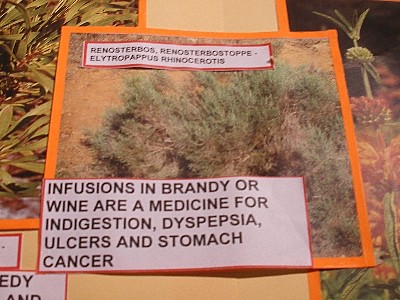 RENOSTERBOS, RENOSTERBOSTOPPE -
ELYTROPAPPUS RHINOCEROTIS
INFUSIONS IN BRANDY OR
WINE ARE A MEDICINE FOR
INDIGESTION, DYSPEPSIA,
ULCERS AND STOMACH
CANCER
EDY
AND